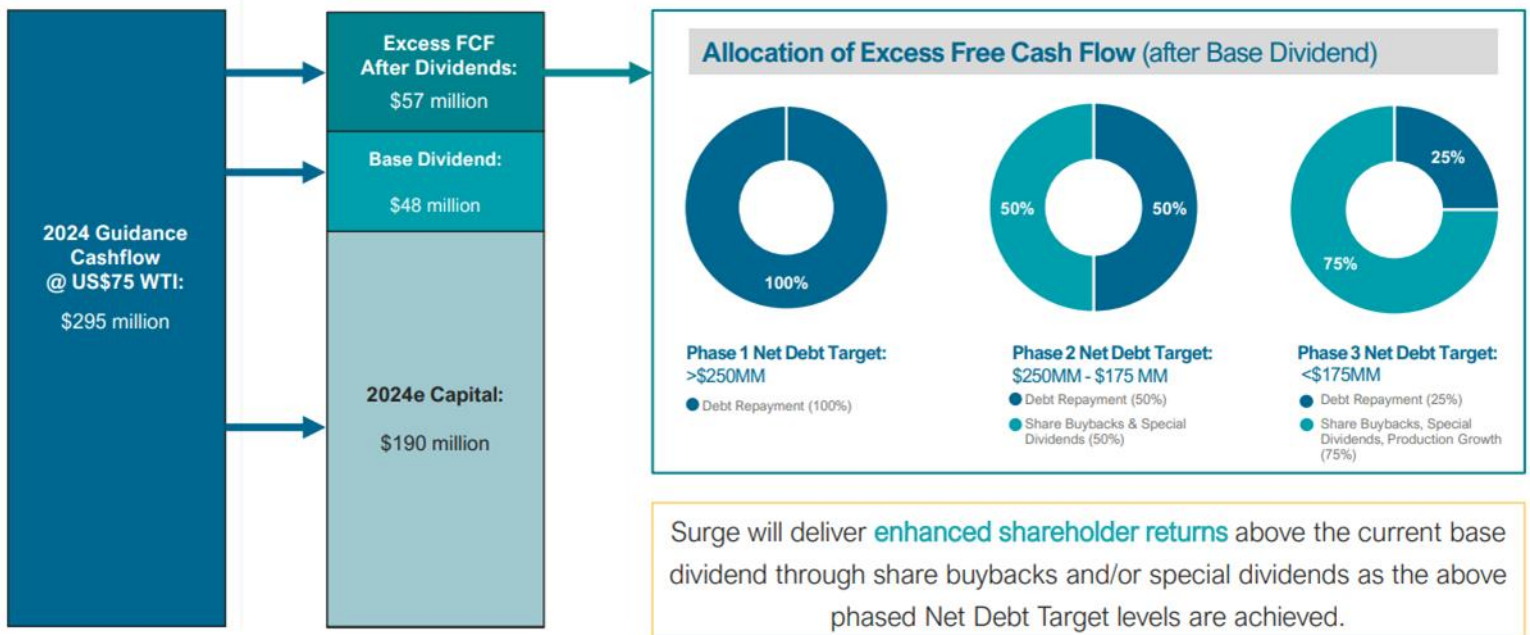 2024 Guidance
Cashflow
@ US$75 WTI:
$295 million
Excess FCF
After Dividends:
$57 million
Base Dividend:
$48 million
2024e Capital:
$190 million
Allocation of Excess Free Cash Flow (after Base Dividend)
100%
50%
50%
25%
75%
Phase 1 Net Debt Target:
>$250MM
Debt Repayment (100%)
Phase 2 Net Debt Target:
$250MM - $175 MM
Debt Repayment (50%)
Share Buybacks & Special
Dividends (50%)
Phase 3 Net Debt Target:
<$175MM
Debt Repayment (25%)
Share Buybacks, Special
Dividends, Production Growth
(75%)
Surge will deliver enhanced shareholder returns above the current base
dividend through share buybacks and/or special dividends as the above
phased Net Debt Target levels are achieved.